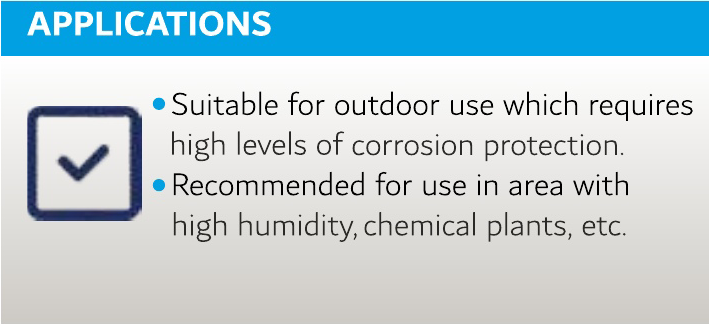 APPLICATIONS
• Suitable for outdoor use which requires
high levels of corrosion protection.
• Recommended for use in area with
high humidity, chemical plants, etc.